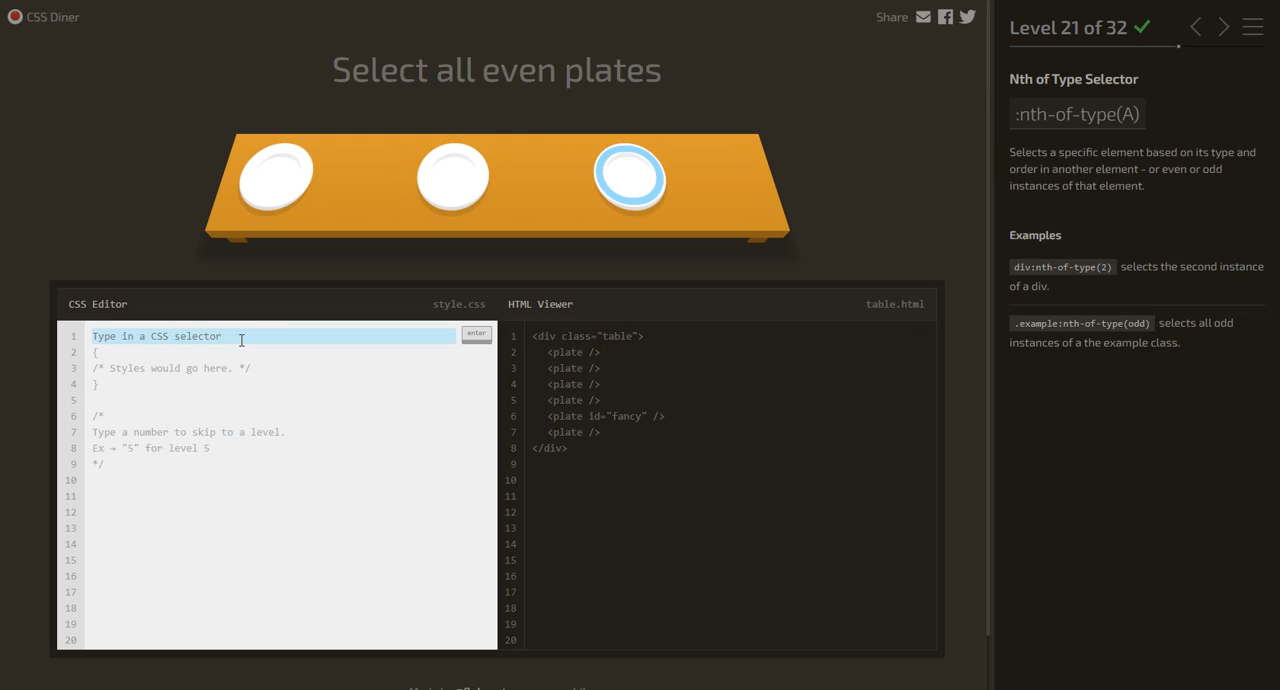 CSS Diner
Share
Select all even plates
CSS Editor
style.css
1 Type in a CSS selector
enter
2 {
3 /* Styles would go here. */
4 }
5
6 /*
7 Type a number to skip to a level.
8 Ex → "5" for level 5
9 */
10
11
12
13
14
15
16
17
18
19
20
HTML Viewer
table.html
1 <div class="table">
2 <plate />
3 <plate />
4 <plate />
5 <plate />
6 <plate id="fancy" />
7 <plate />
8 </div>
9
10
11
12
13
14
15
16
17
18
19
20
Level 21 of 32
Nth of Type Selector
:nth-of-type(A)
Selects a specific element based on its type and
order in another element - or even or odd
instances of that element.
Examples
div:nth-of-type(2) selects the second instance
of a div.
.example:nth-of-type(odd) selects all odd
instances of a the example class.